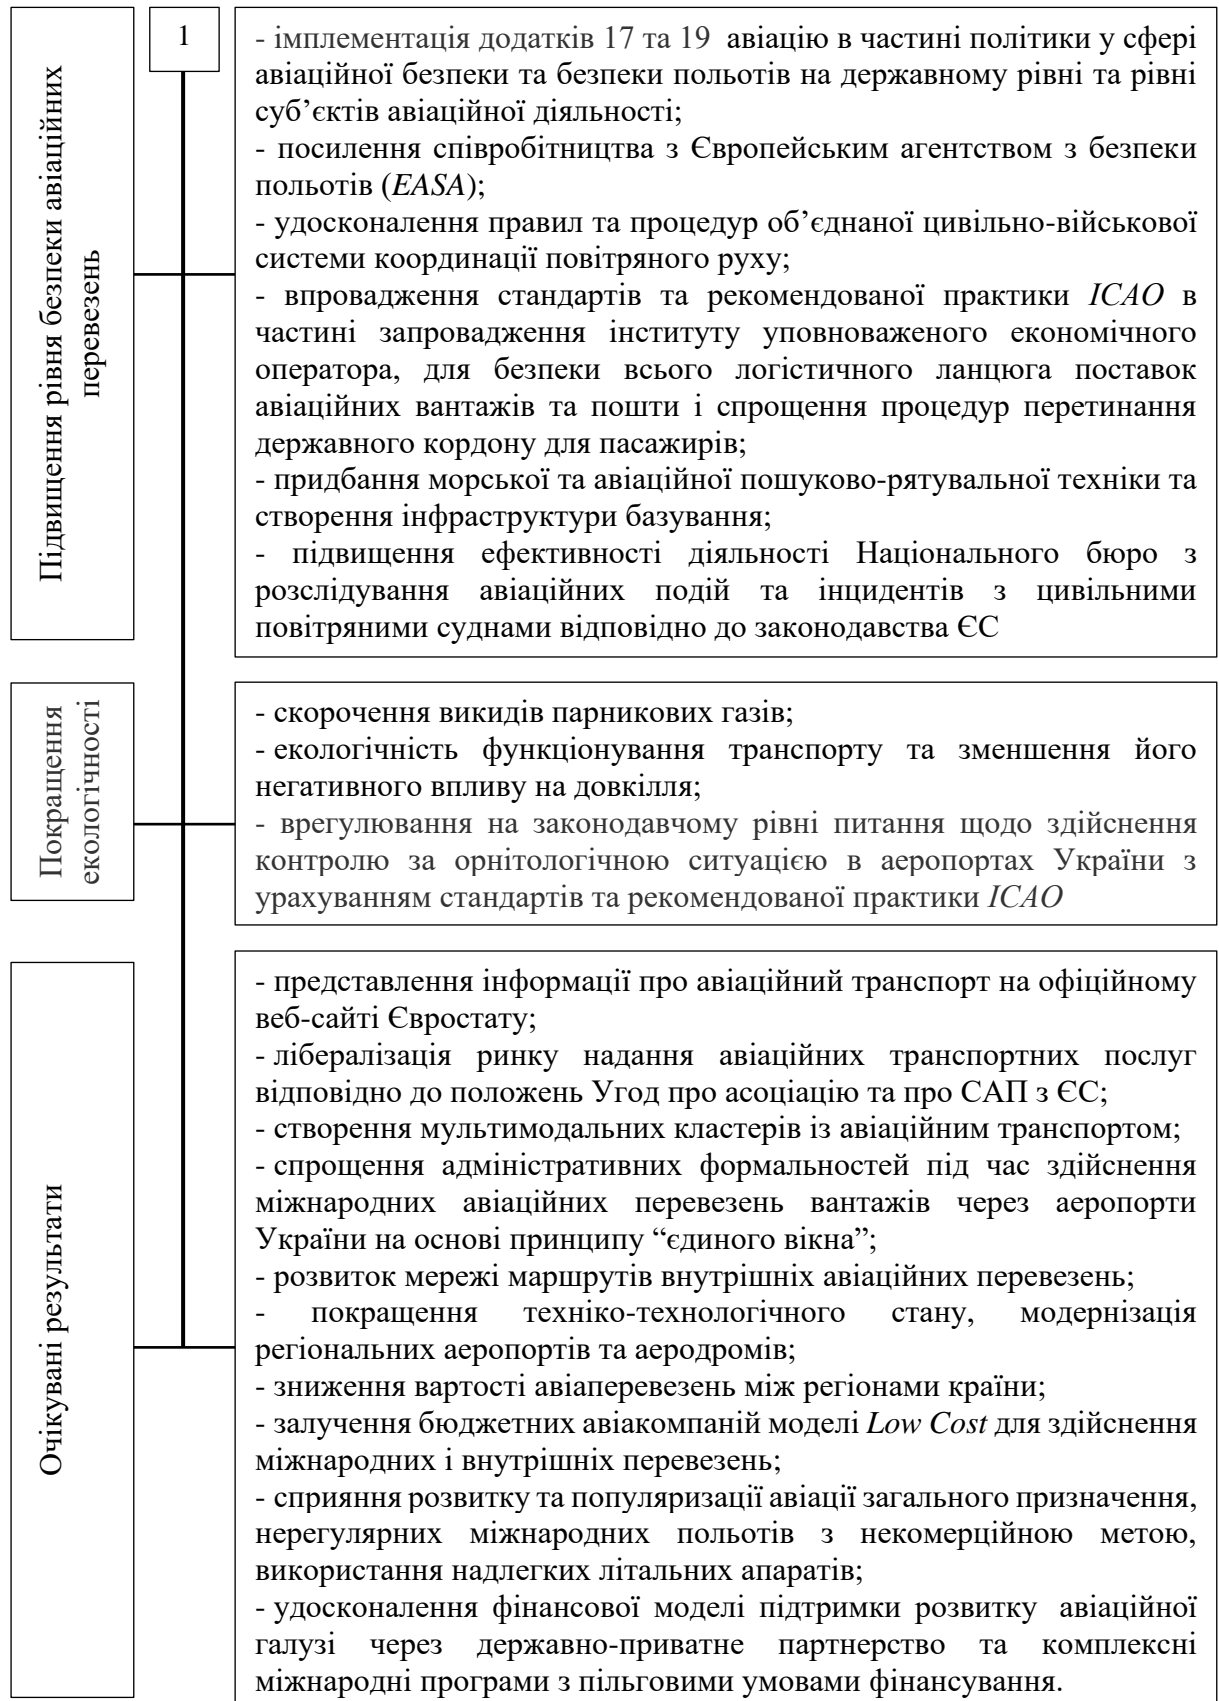 Підвищення рівня безпеки авіаційних
перевезень
1
- імплементація додатків 17 та 19 авіацію в частині політики у сфері
авіаційної безпеки та безпеки польотів на державному рівні та рівні
суб’єктів авіаційної діяльності;
- посилення співробітництва з Європейським агентством з безпеки
польотів (EASA);
- удосконалення правил та процедур об’єднаної цивільно-військової
системи координації повітряного руху;
- впровадження стандартів та рекомендованої практики ICAO в
частині запровадження інституту уповноваженого економічного
оператора, для безпеки всього логістичного ланцюга поставок
авіаційних вантажів та пошти і спрощення процедур перетинання
державного кордону для пасажирів;
- придбання морської та авіаційної пошуково-рятувальної техніки та
створення інфраструктури базування;
- підвищення ефективності діяльності Національного бюро з
розслідування авіаційних подій та інцидентів з цивільними
повітряними суднами відповідно до законодавства ЄС
Покращення
екологічності
- скорочення викидів парникових газів;
- екологічність функціонування транспорту та зменшення його
негативного впливу на довкілля;
- врегулювання на законодавчому рівні питання щодо здійснення
контролю за орнітологічною ситуацією в аеропортах України з
урахуванням стандартів та рекомендованої практики ICAO
Очікувані результати
- представлення інформації про авіаційний транспорт на офіційному
веб-сайті Євростату;
- лібералізація ринку надання авіаційних транспортних послуг
відповідно до положень Угод про асоціацію та про САП з ЄС;
- створення мультимодальних кластерів із авіаційним транспортом;
- спрощення адміністративних формальностей під час здійснення
міжнародних авіаційних перевезень вантажів через аеропорти
України на основі принципу “єдиного вікна”;
- розвиток мережі маршрутів внутрішніх авіаційних перевезень;
- покращення техніко-технологічного стану, модернізація
регіональних аеропортів та аеродромів;
- зниження вартості авіаперевезень між регіонами країни;
- залучення бюджетних авіакомпаній моделі Low Cost для здійснення
міжнародних і внутрішніх перевезень;
- сприяння розвитку та популяризації авіації загального призначення,
нерегулярних міжнародних польотів з некомерційною метою,
використання надлегких літальних апаратів;
- удосконалення фінансової моделі підтримки розвитку авіаційної
галузі через державно-приватне партнерство та комплексні
міжнародні програми з пільговими умовами фінансування.